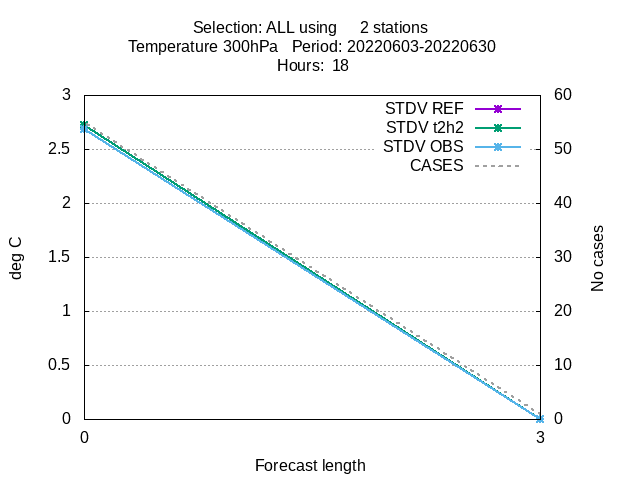 Selection: ALL using 2 stations
Temperature 300hPa Period: 20220603-20220630
Hours: 18
3
2.5
2
1.5
1
0.5
0
60
50
40
30
20
10
0
STDV REF
STDV t2h2
STDV OBS
CASES
deg C
No cases
0
3
Forecast length